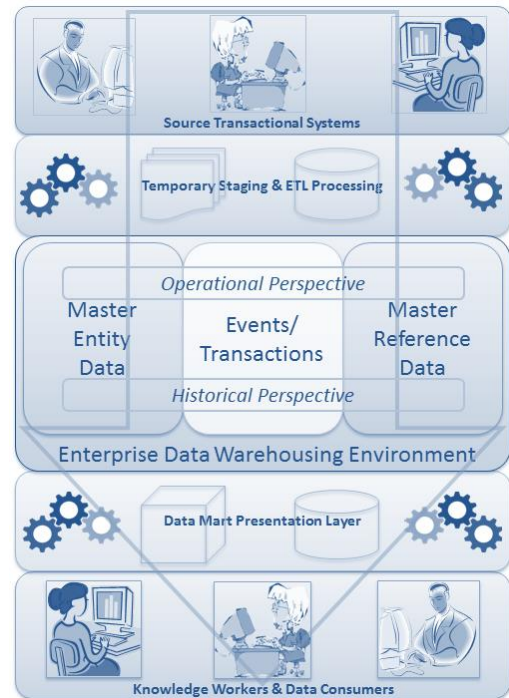 Source Transactional Systems
Temporary Staging & ETL Processing
Operational Perspective
Master
Entity
Data
Events/
Transactions
Master
Reference
Data
Historical Perspective
Enterprise Data Warehousing Environment
Data Mart Presentation Layer
Knowledge Workers & Data Consumers